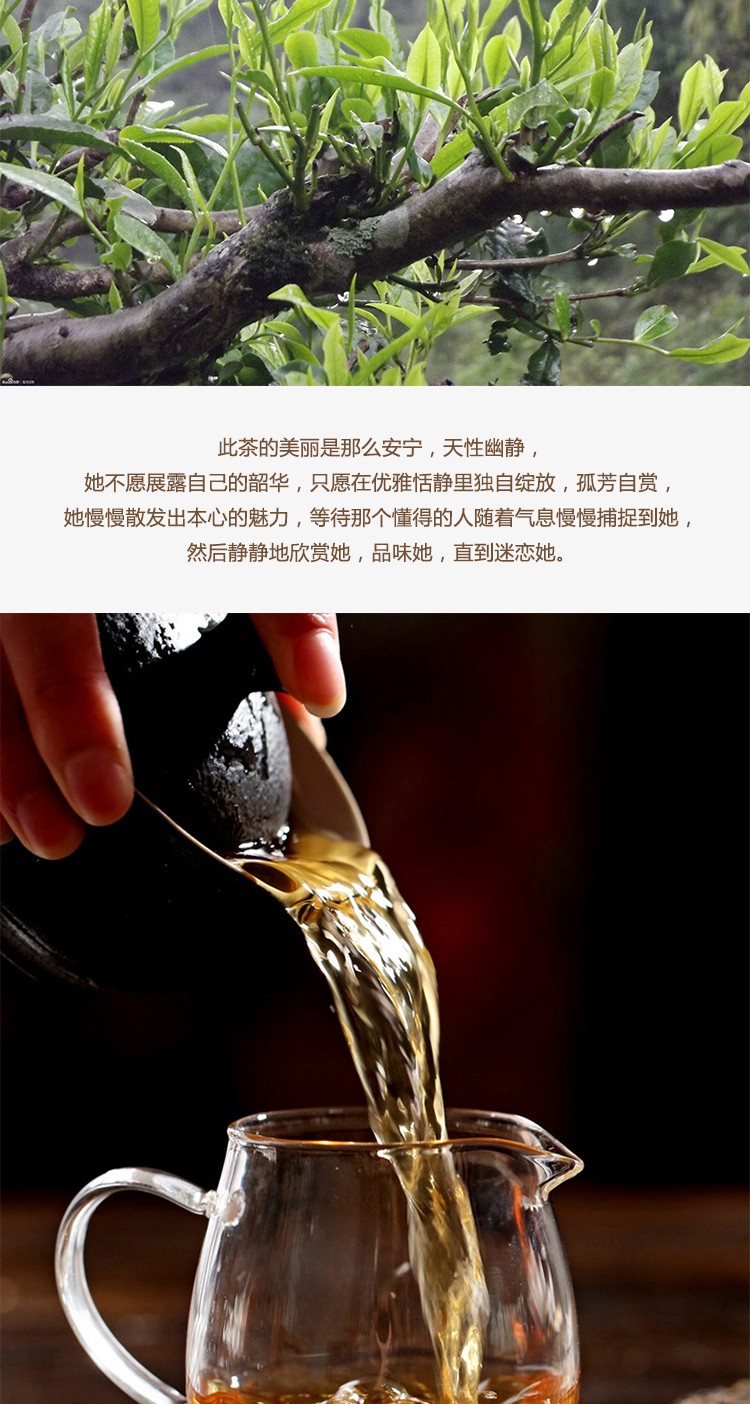 此茶的美丽是那么安宁，天性幽静，
她不愿展露自己的韶华，只愿在优雅恬静里独自绽放，孤芳自赏，
她慢慢散发出本心的魅力，等待那个懂得的人随着气息慢慢捕捉到她，
然后静静地欣赏她，品味她，直到迷恋她。